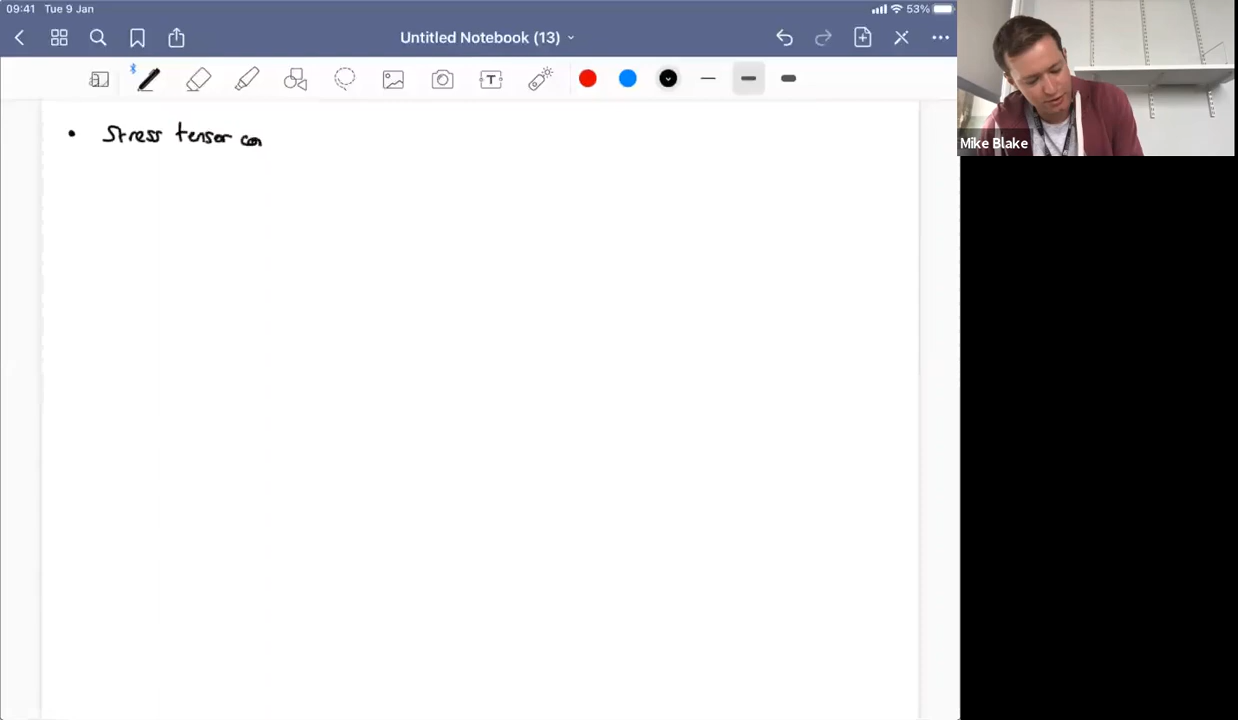 09:41 Tue 9 Jan
53%
Untitled Notebook (13)
T
• Stress tensor con
Mike Blake